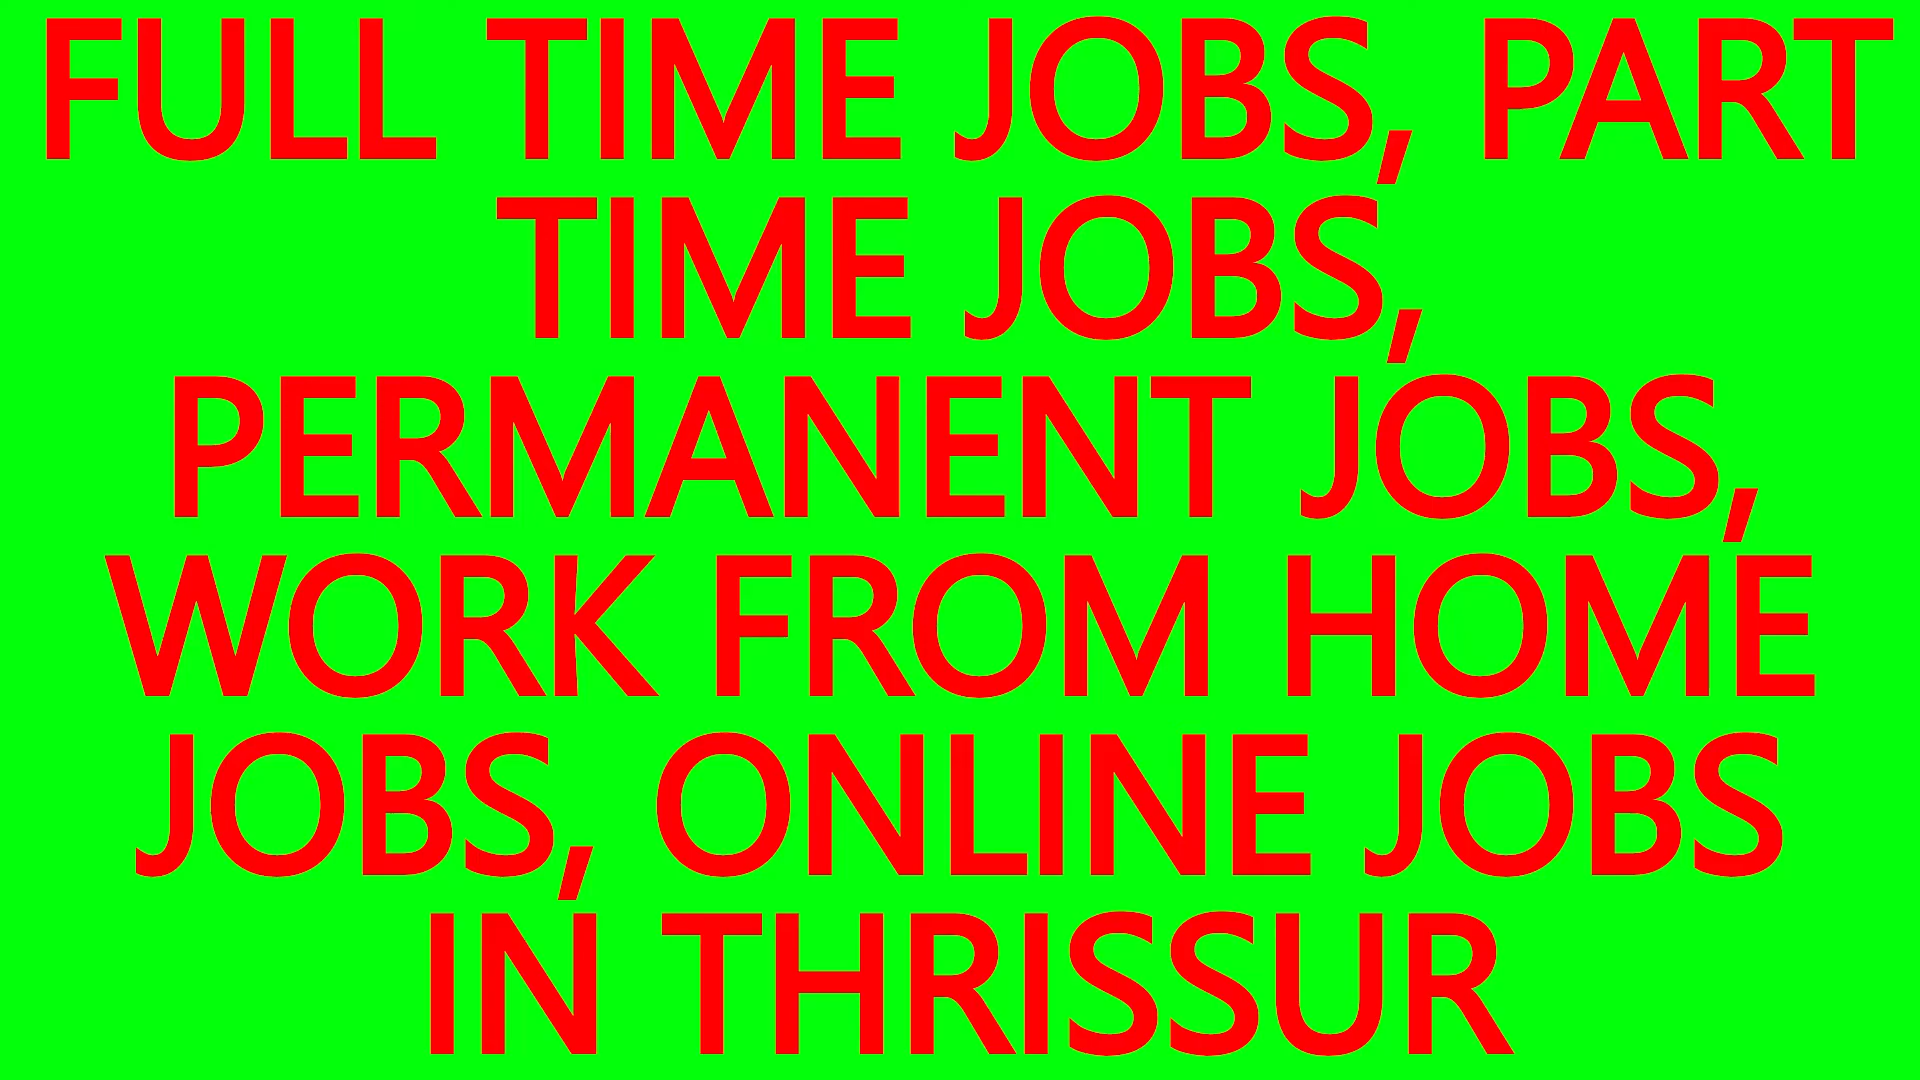 FULL TIME JOBS, PART
TIME JOBS,
PERMANENT JOBS,
WORK FROM HOME
JOBS, ONLINE JOBS
IN THRISSUR